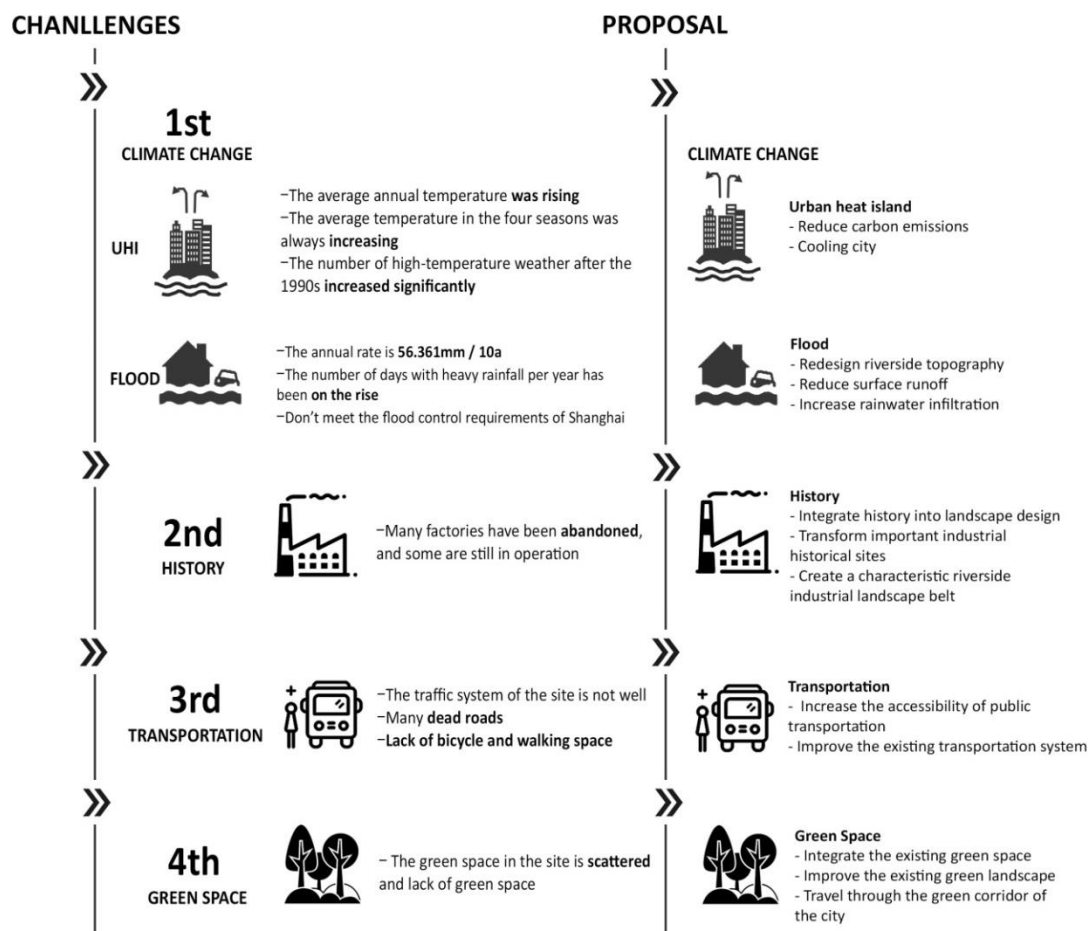 CHANLLENGES
PROPOSAL
1st
CLIMATE CHANGE
UHI
–The average annual temperature was rising
–The average temperature in the four seasons was
always increasing
–The number of high-temperature weather after the
1990s increased significantly
CLIMATE CHANGE
Urban heat island
- Reduce carbon emissions
- Cooling city
FLOOD
–The annual rate is 56.361mm / 10a
–The number of days with heavy rainfall per year has
been on the rise
–Don't meet the flood control requirements of Shanghai
Flood
- Redesign riverside topography
- Reduce surface runoff
- Increase rainwater infiltration
2nd
HISTORY
–Many factories have been abandoned,
and some are still in operation
History
- Integrate history into landscape design
- Transform important industrial
historical sites
- Create a characteristic riverside
industrial landscape belt
3rd
TRANSPORTATION
–The traffic system of the site is not well
–Many dead roads
–Lack of bicycle and walking space
Transportation
- Increase the accessibility of public
transportation
- Improve the existing transportation system
4th
GREEN SPACE
– The green space in the site is scattered
and lack of green space
Green Space
- Integrate the existing green space
- Improve the existing green landscape
- Travel through the green corridor of
the city